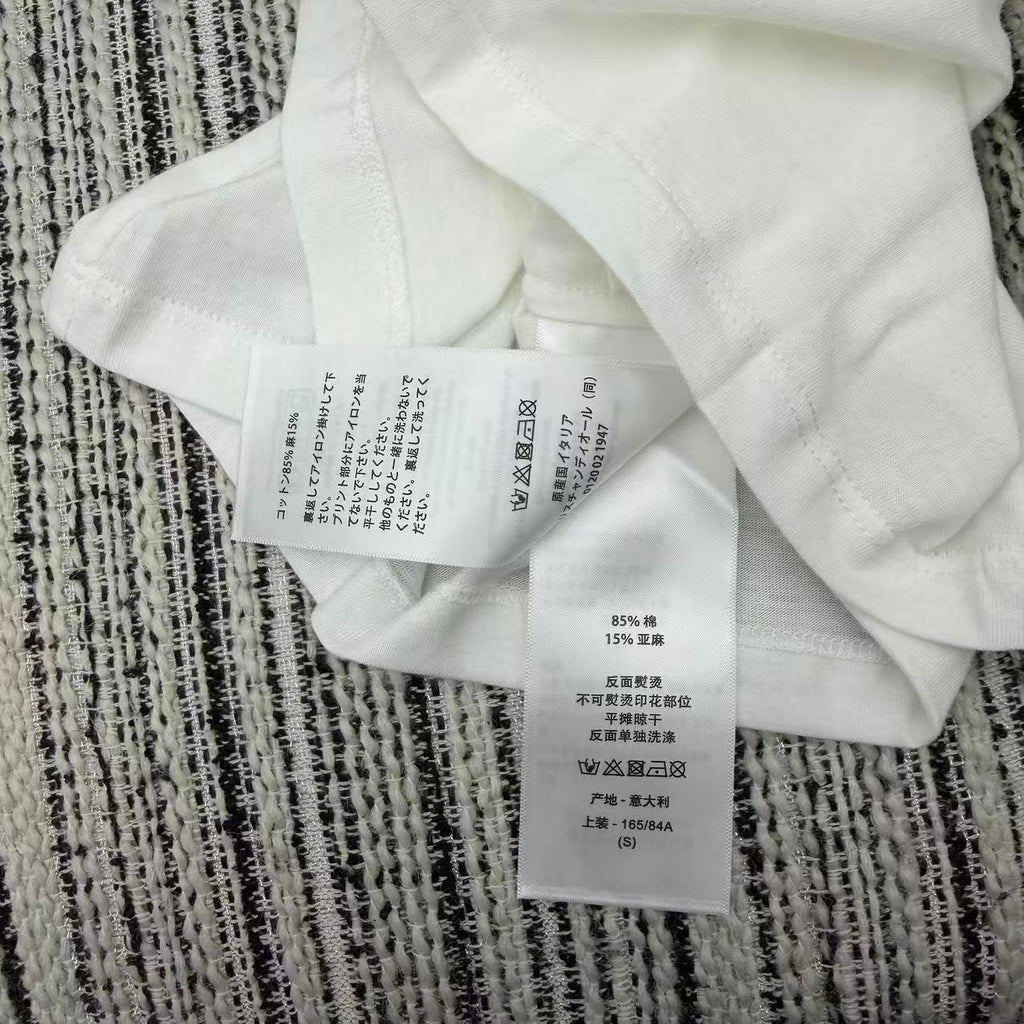 コットン85% 麻15%
裏返してアイロン掛けして下
さい。
プリント部分にアイロンを当
てないで下さい。
平干ししてください。
他のものと一緒に洗わないで
ください。裏返して洗ってく
ださい。
原産国 イタリア
スチャンディオール (同)
0120 02 1947
85% 棉
15% 亚麻
反面熨烫
不可熨烫印花部位
平摊晾干
反面单独洗涤
产地 - 意大利
上装 - 165/84A
(S)